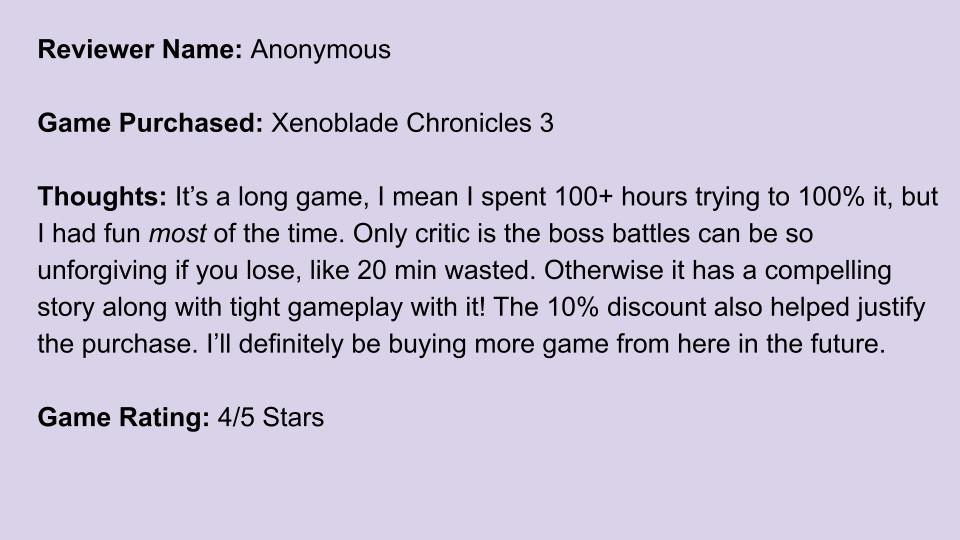 Reviewer Name: Anonymous
Game Purchased: Xenoblade Chronicles 3
Thoughts: It’s a long game, I mean I spent 100+ hours trying to 100% it, but
I had fun most of the time. Only critic is the boss battles can be so
unforgiving if you lose, like 20 min wasted. Otherwise it has a compelling
story along with tight gameplay with it! The 10% discount also helped justify
the purchase. I’ll definitely be buying more game from here in the future.
Game Rating: 4/5 Stars